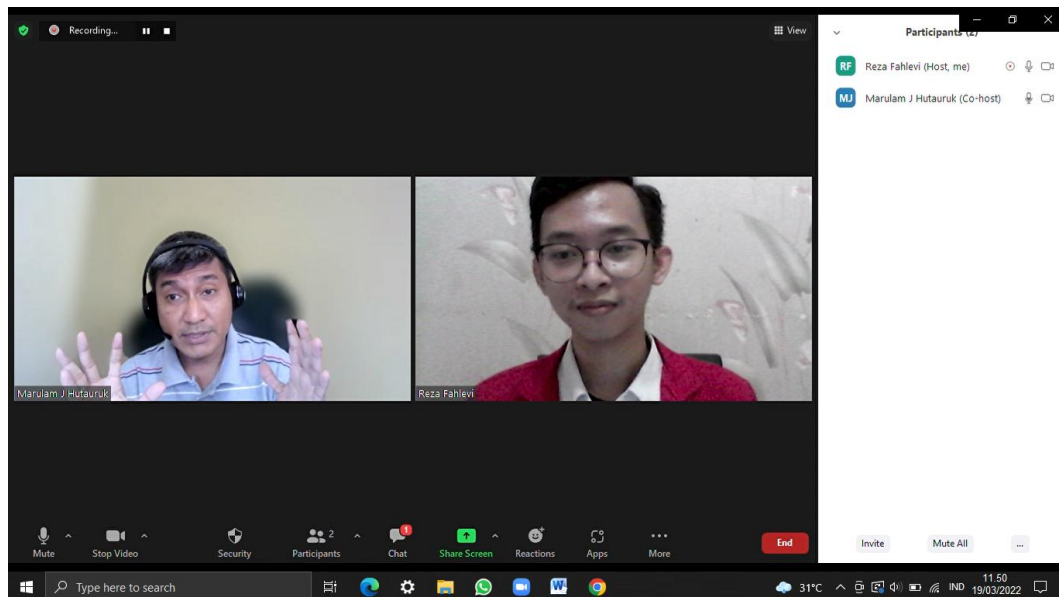 Recording...
View
Participants (2)
RF Reza Fahlevi (Host, me)
MJ Marulam J Hutauruk (Co-host)
Marulam J Hutauruk
Reza Fahlevi
Mute
Stop Video
Security
2
Participants
1
Chat
Share Screen
Reactions
Apps
More
End
Invite
Mute All
...
Type here to search
W
31°C
IND
11.50
19/03/2022